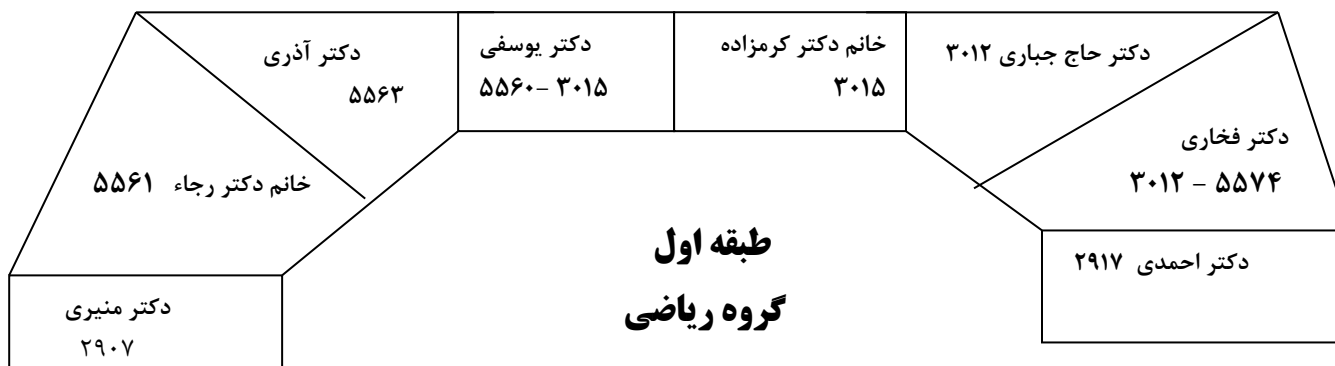 دکتر حاج جباری ۳۰۱۲
خانم دکتر کرمزاده
۳۰۱۵
دکتر یوسفی
۵۵۶۰- ۳۰۱۵
دکتر آذری
۵۵۶۳
دکتر فخاری
۳۰۱۲ - ۵۵۷۴
خانم دکتر رجاء ۵۵۶۱
دکتر احمدی ۲۹۱۷
طبقه اول
گروه ریاضی
دکتر منیری
۲۹۰۷